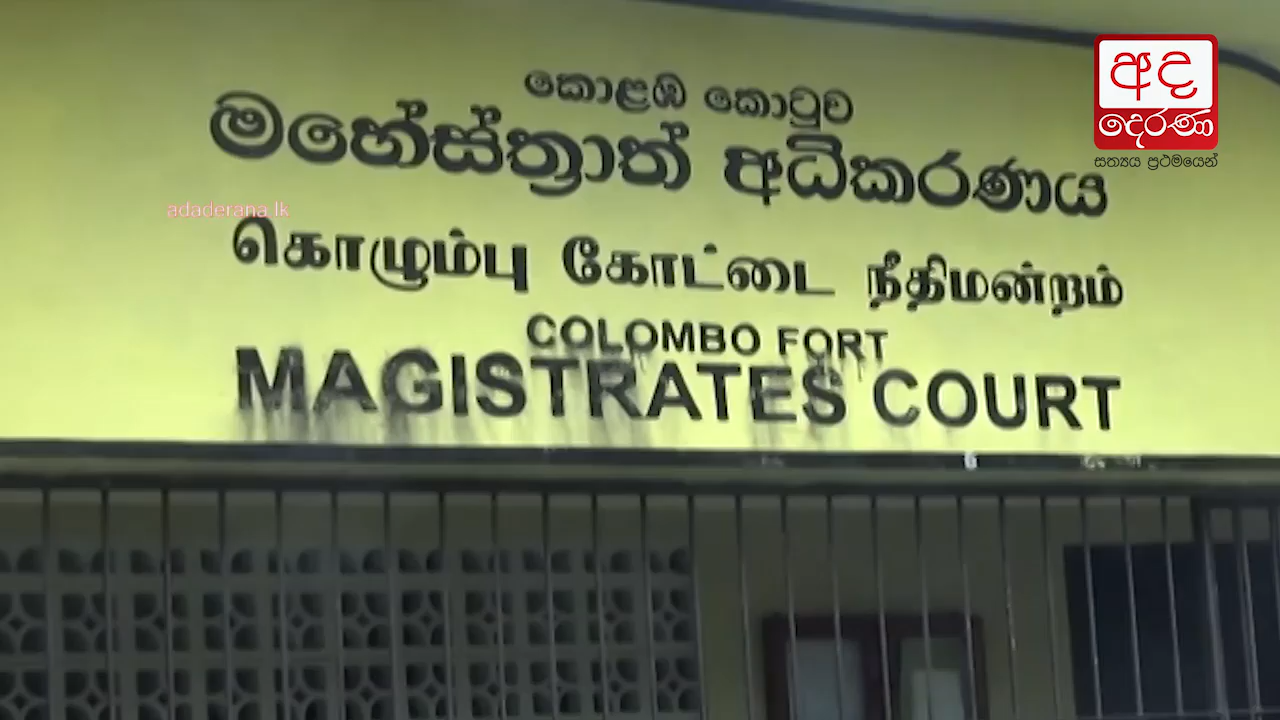 කොළඹ කොටුව
මහේස්ත්‍රාත් අධිකරණය
கொழும்பு கோட்டை நீதிமன்றம்
COLOMBO FORT
MAGISTRATES COURT
adaderana.lk
අද
දෙරණ
සත්‍යය ප්‍රථමයෙන්